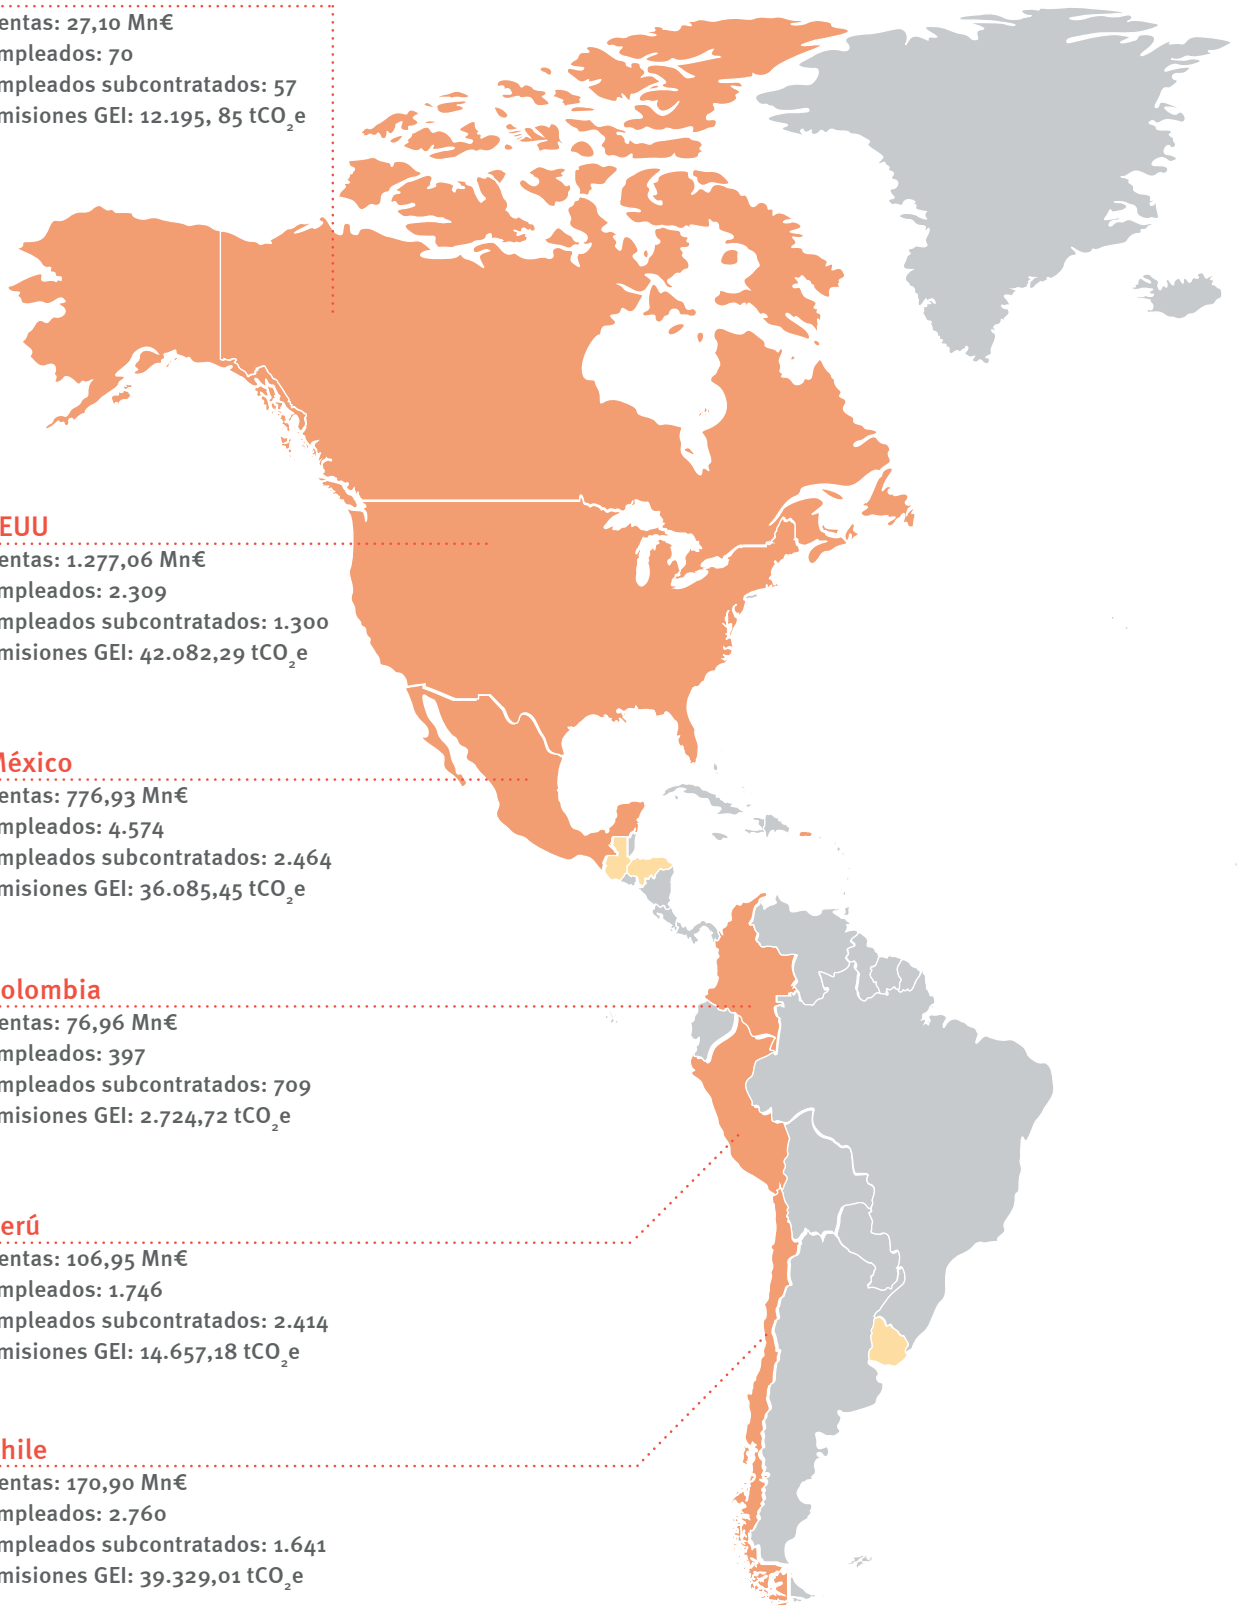 entas: 27,10 Mn€
mpleados: 70
mpleados subcontratados: 57
misiones GEI: 12.195, 85 tCO₂e
EUU
entas: 1.277,06 Mn€
mpleados: 2.309
mpleados subcontratados: 1.300
misiones GEI: 42.082,29 tCO₂e
México
entas: 776,93 Mn€
mpleados: 4.574
mpleados subcontratados: 2.464
misiones GEI: 36.085,45 tCO₂e
olombia
entas: 76,96 Mn€
mpleados: 397
mpleados subcontratados: 709
misiones GEI: 2.724,72 tCO₂e
erú
entas: 106,95 Mn€
mpleados: 1.746
mpleados subcontratados: 2.414
misiones GEI: 14.657,18 tCO₂e
hile
entas: 170,90 Mn€
mpleados: 2.760
mpleados subcontratados: 1.641
misiones GEI: 39.329,01 tCO₂e